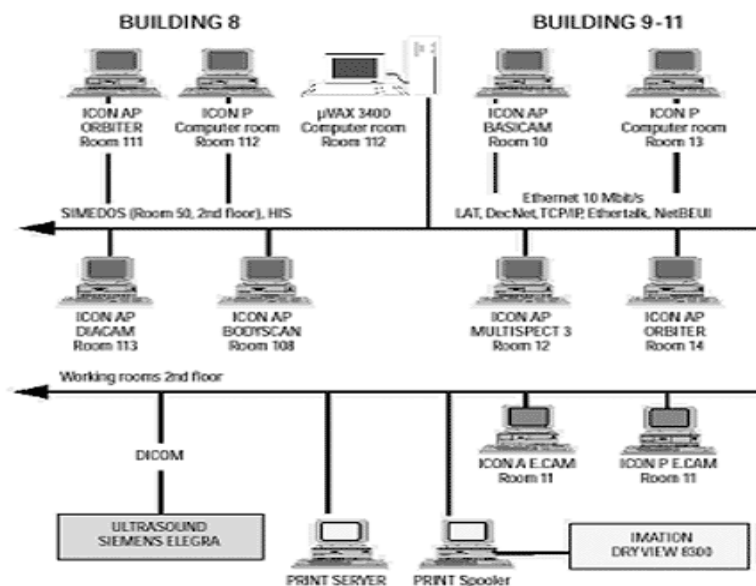 BUILDING 8
BUILDING 9-11
ICON AP
ORBITER
Room 111
ICON P
Computer room
Room 112
µVAX 3400
Computer room
Room 112
ICON AP
BASICAM
Room 10
ICON P
Computer room
Room 13
SIMEDOS (Room 50, 2nd floor), HIS
Ethernet 10 Mbit/s
LAT, DecNet, TCP/IP, Ethertalk, NetBEUI
ICON AP
DIACAM
Room 113
ICON AP
BODYSCAN
Room 108
ICON AP
MULTISPECT 3
Room 12
ICON AP
ORBITER
Room 14
Working rooms 2nd floor
DICOM
ICON A E.CAM
Room 11
ICON P E.CAM
Room 11
ULTRASOUND
SIEMENS ELEGRA
PRINT SERVER
PRINT Spooler
IMATION
DRYVIEW 8300